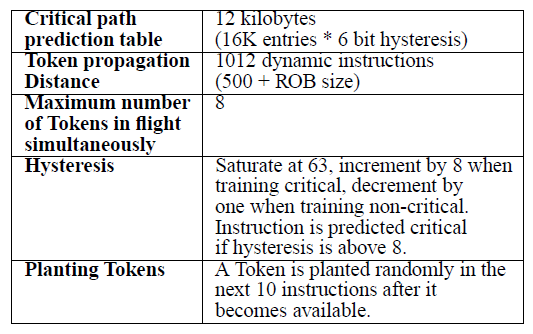 Critical path
prediction table
12 kilobytes
(16K entries * 6 bit hysteresis)
Token propagation
Distance
1012 dynamic instructions
(500 + ROB size)
Maximum number
of Tokens in flight
simultaneously
8
Hysteresis
Saturate at 63, increment by 8 when
training critical, decrement by
one when training non-critical.
Instruction is predicted critical
if hysteresis is above 8.
Planting Tokens
A Token is planted randomly in the
next 10 instructions after it
becomes available.